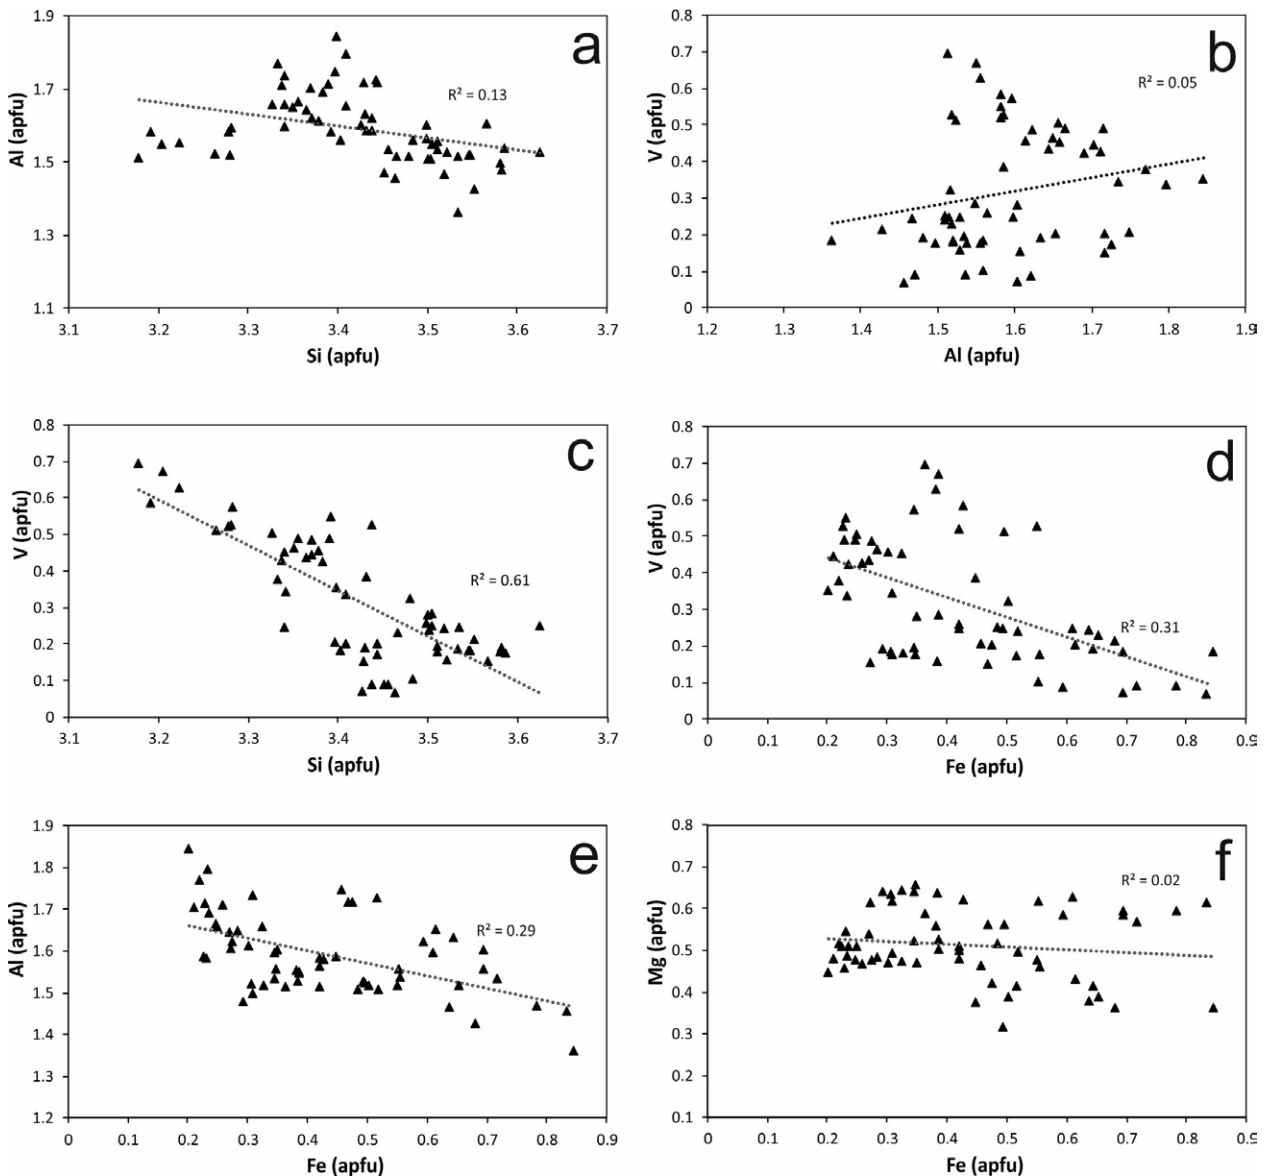 a
Al (apfu)
1.9
1.7
1.5
1.3
1.1
R² = 0.13
3.1 3.2 3.3 3.4 3.5 3.6 3.7
Si (apfu)
b
V (apfu)
0.8
0.7
0.6
0.5
0.4
0.3
0.2
0.1
0
R² = 0.05
1.2 1.3 1.4 1.5 1.6 1.7 1.8 1.9
Al (apfu)
c
V (apfu)
0.8
0.7
0.6
0.5
0.4
0.3
0.2
0.1
0
R² = 0.61
3.1 3.2 3.3 3.4 3.5 3.6 3.7
Si (apfu)
d
V (apfu)
0.8
0.7
0.6
0.5
0.4
0.3
0.2
0.1
0
R² = 0.31
0 0.1 0.2 0.3 0.4 0.5 0.6 0.7 0.8 0.9
Fe (apfu)
e
Al (apfu)
1.9
1.8
1.7
1.6
1.5
1.4
1.3
1.2
R² = 0.29
0 0.1 0.2 0.3 0.4 0.5 0.6 0.7 0.8 0.9
Fe (apfu)
f
Mg (apfu)
0.8
0.7
0.6
0.5
0.4
0.3
0.2
0.1
R² = 0.02
0 0.1 0.2 0.3 0.4 0.5 0.6 0.7 0.8 0.9
Fe (apfu)